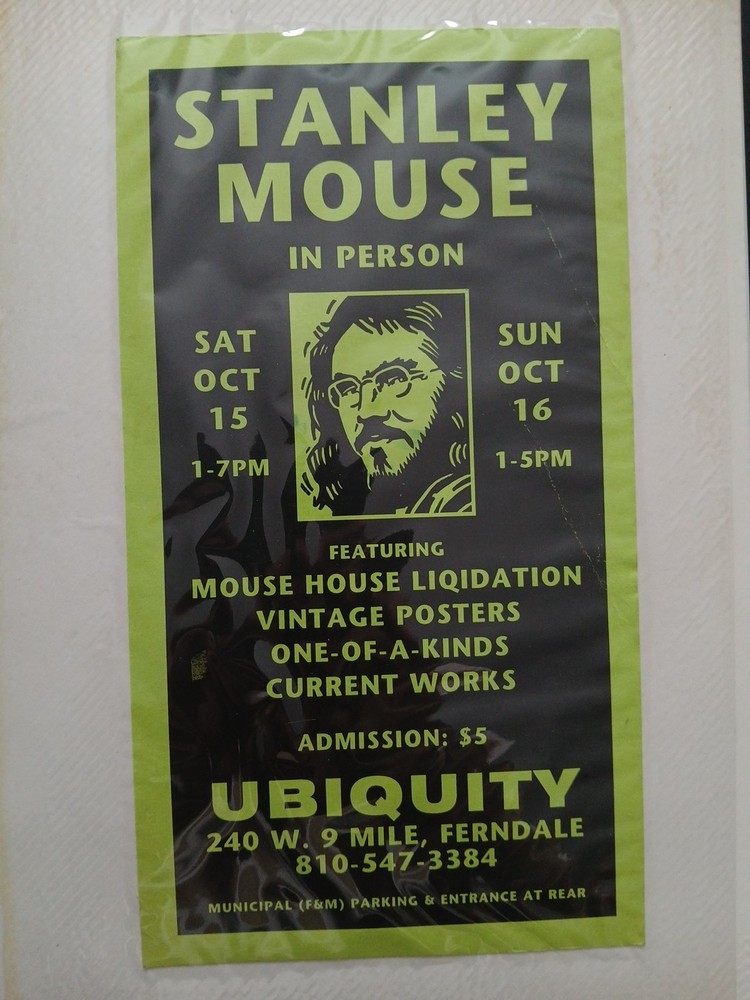 STANLEY
MOUSE
IN PERSON
SAT
OCT
15
1-7PM
SUN
OCT
16
1-5PM
FEATURING
MOUSE HOUSE LIQIDATION
VINTAGE POSTERS
ONE-OF-A-KINDS
CURRENT WORKS
ADMISSION: $5
UBIQUITY
240 W. 9 MILE, FERNDALE
810-547-3384
MUNICIPAL (F&M) PARKING & ENTRANCE AT REAR